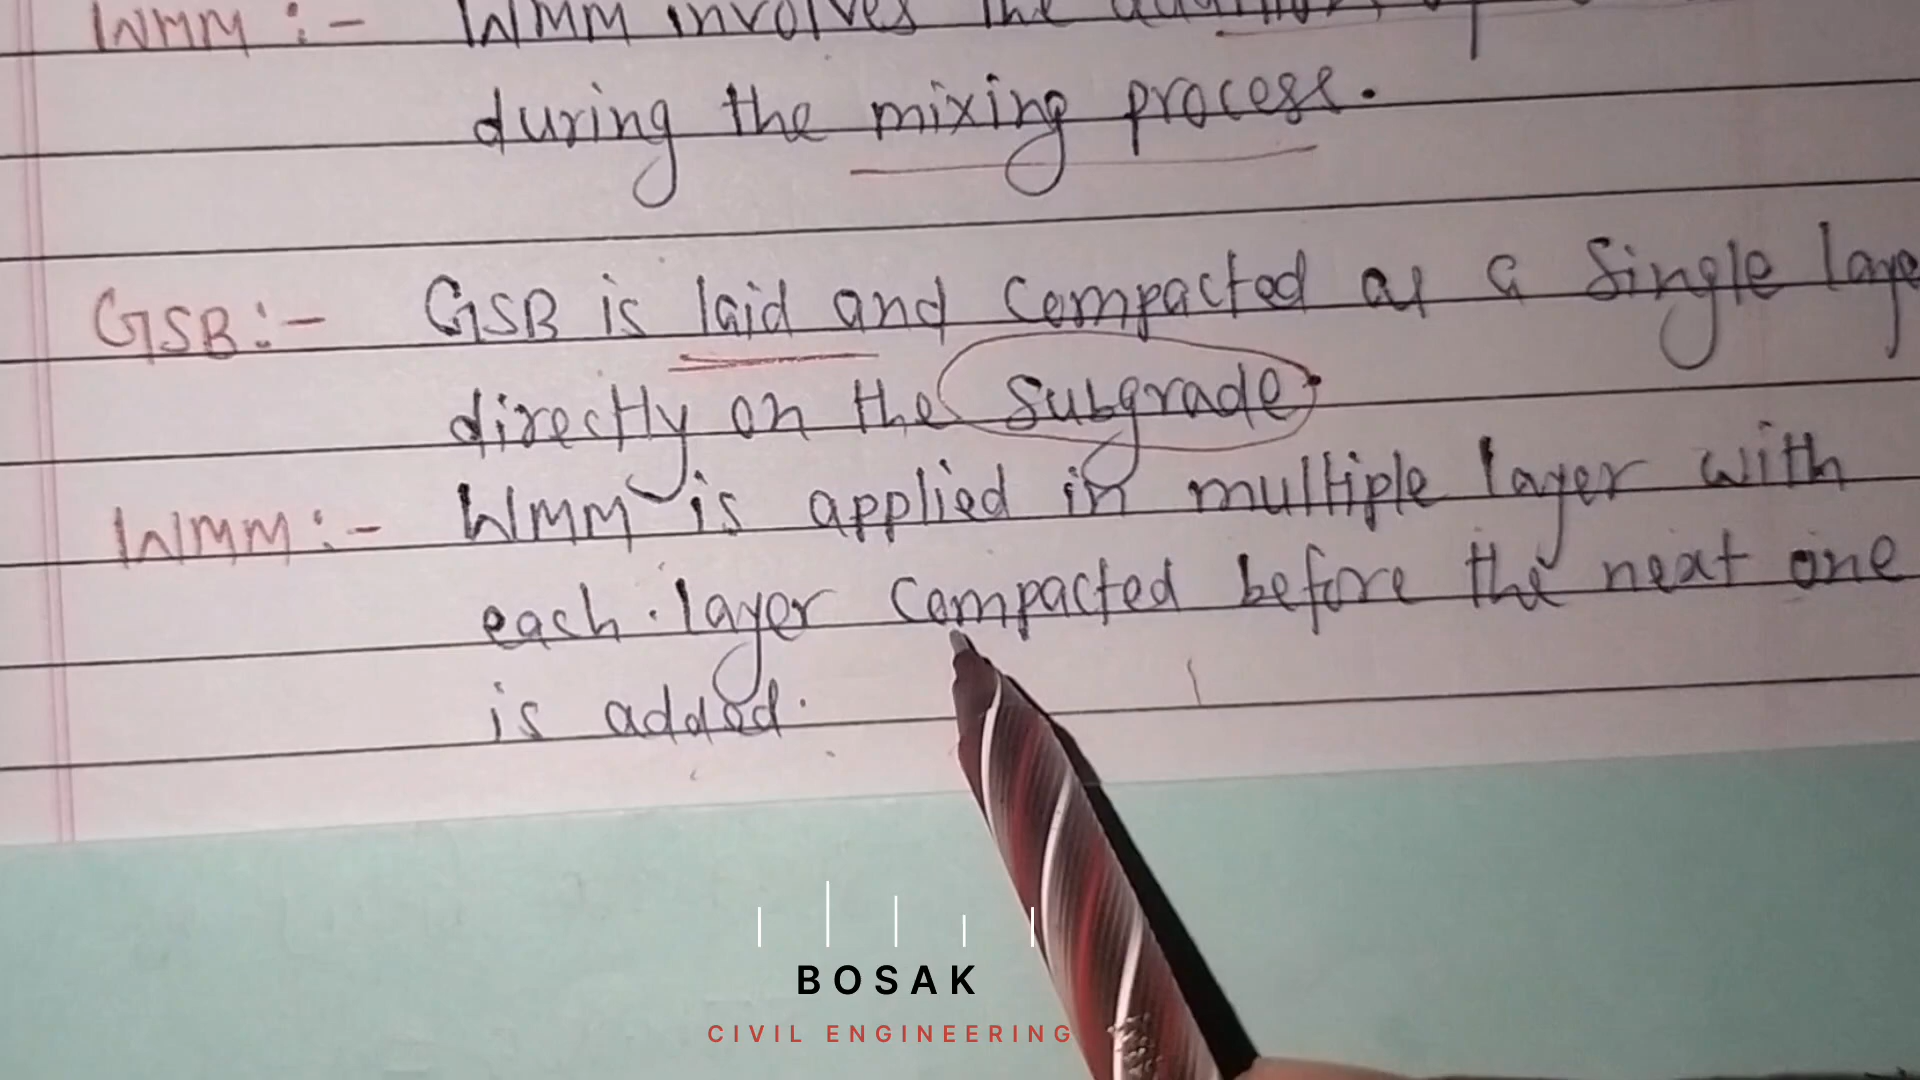 WMM :- WMM involves the
during the mixing process.
GSB :- GSB is laid and Compacted as a Single laye
directly on the Subgrade.
WMM :- WMM is applied in multiple layer with
each layer Compacted before the next one
is added.
BOSAK
CIVIL ENGINEERING